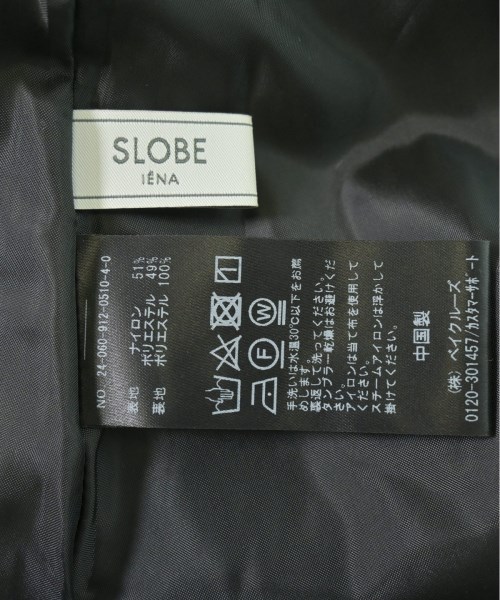 SLOBE
IÉNA
NO. 24-060-912-0510-4-0
表地 ナイロン 51%
ポリエステル 49%
裏地 ポリエステル 100%
手洗いは水温30℃以下をお薦
めします。
裏返して洗ってください。
タンブラー乾燥はお避けくだ
さい。
アイロンは当て布を使用して
スチームアイロンは浮かして
掛けてください。
中国製
(株) ベイクルーズ
0120-301457/カスタマーサポート